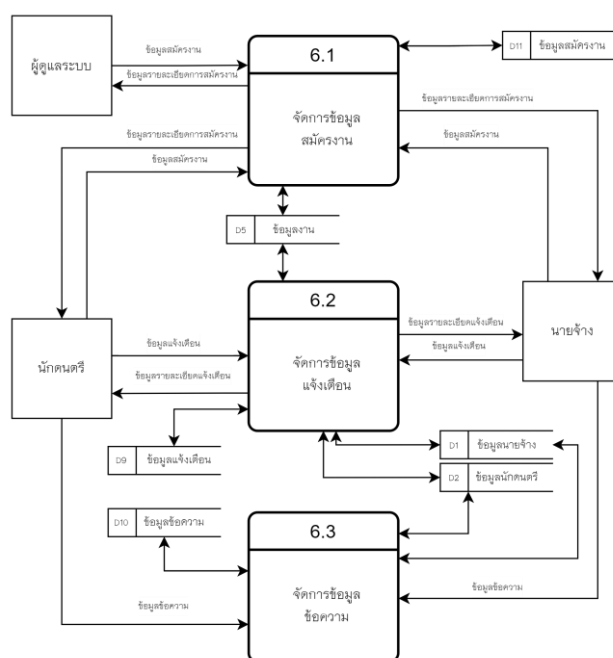 ข้อมูลสมัครงาน
6.1
D11 ข้อมูลสมัครงาน
ผู้ดูแลระบบ
ข้อมูลรายละเอียดการสมัครงาน
จัดการข้อมูล
สมัครงาน
ข้อมูลรายละเอียดการสมัครงาน
ข้อมูลรายละเอียดการสมัครงาน
ข้อมูลสมัครงาน
ข้อมูลสมัครงาน
D5 ข้อมูลงาน
6.2
ข้อมูลรายละเอียดแจ้งเตือน
นายจ้าง
ข้อมูลแจ้งเตือน
ข้อมูลแจ้งเตือน
นักดนตรี
จัดการข้อมูล
แจ้งเตือน
ข้อมูลรายละเอียดแจ้งเตือน
D1 ข้อมูลนายจ้าง
D9 ข้อมูลแจ้งเตือน
D2 ข้อมูลนักดนตรี
D10 ข้อมูลข้อความ
6.3
จัดการข้อมูล
ข้อความ
ข้อมูลข้อความ
ข้อมูลข้อความ